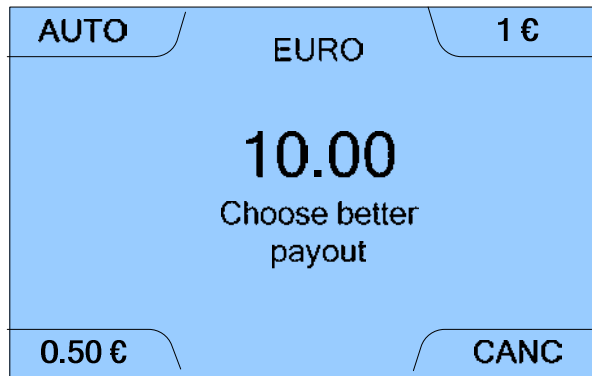 AUTO
1 €
EURO
10.00
Choose better
payout
0.50 €
CANC